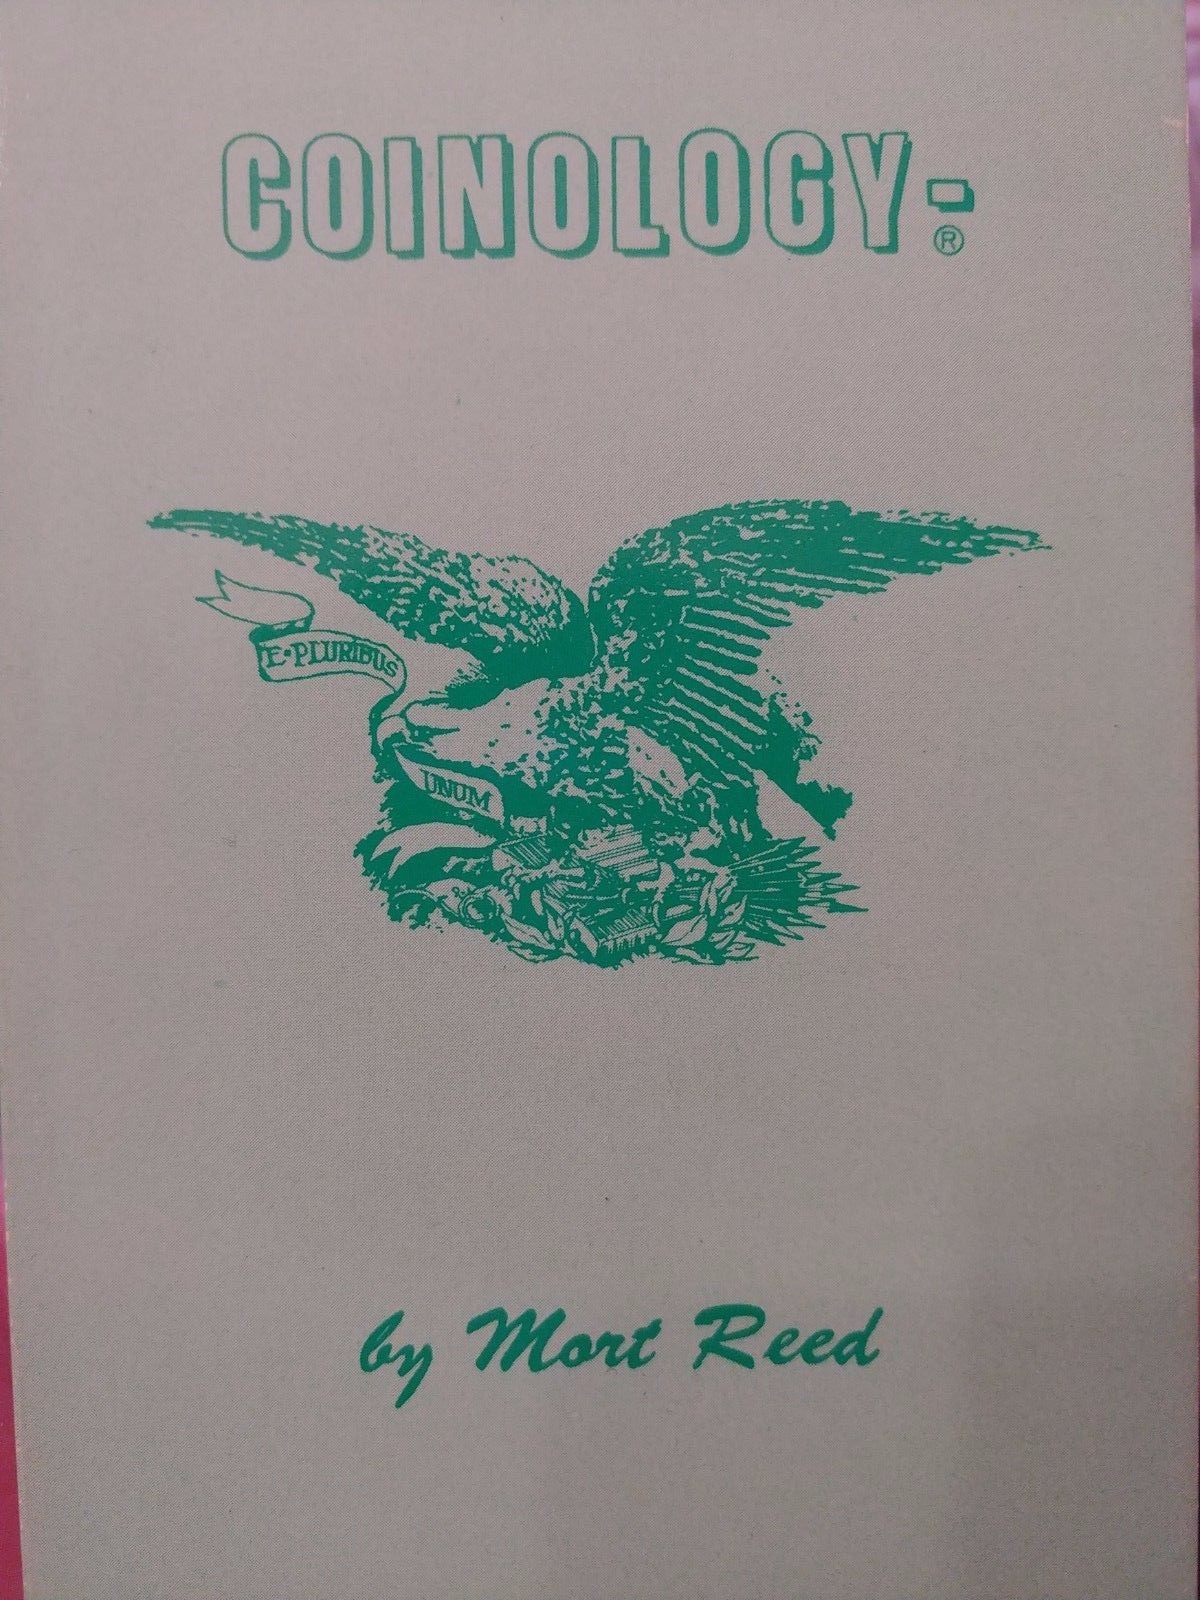 COINOLOGY-®
E•PLURIBUS
UNUM
by Mort Reed